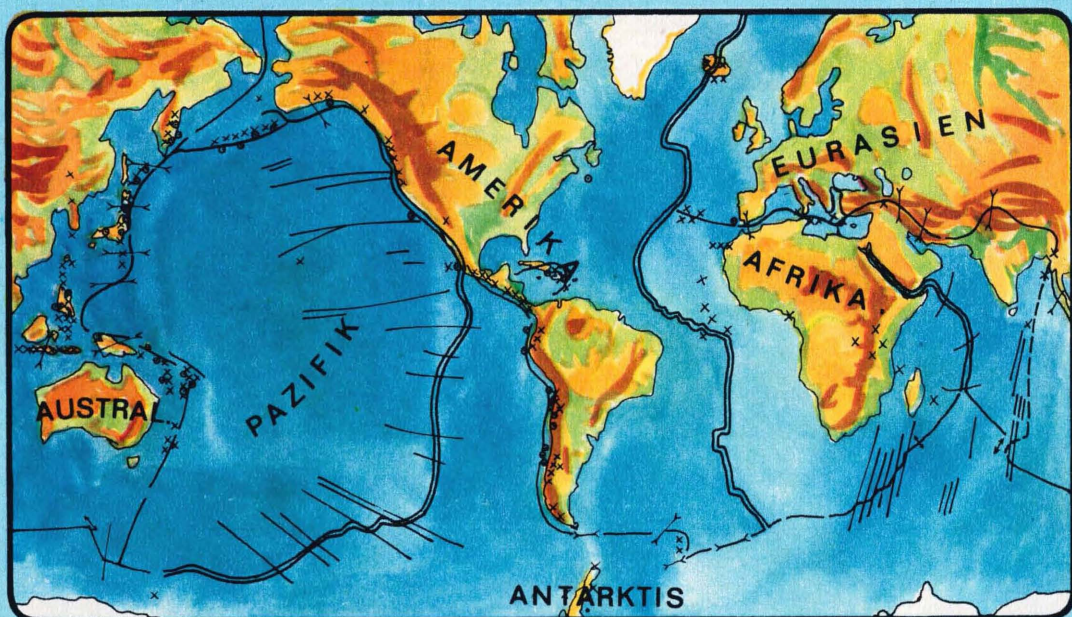 AMERIKA
EURASIEN
AFRIKA
PAZIFIK
AUSTRAL.
ANTARKTIS